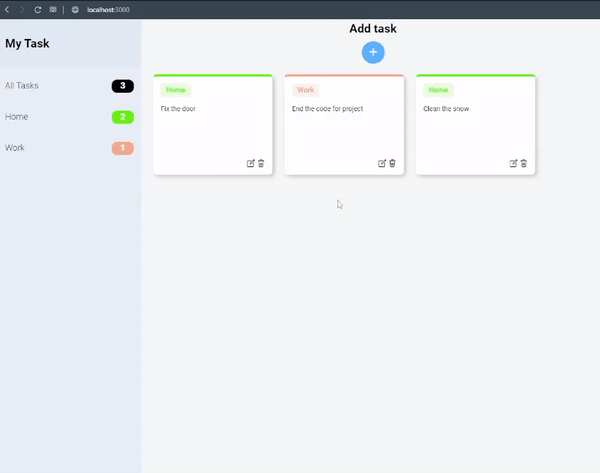 localhost:3000
My Task
All Tasks 3
Home 2
Work 1
Add task
+
Home
Fix the door
Work
End the code for project
Home
Clean the snow